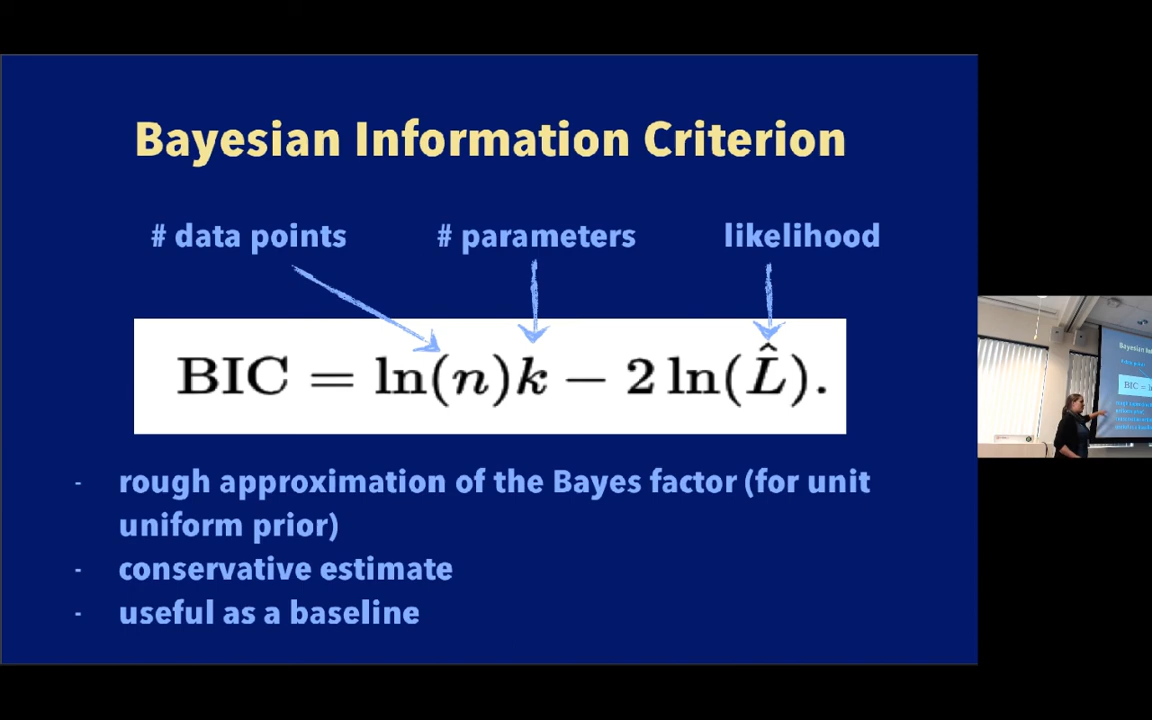 Bayesian Information Criterion
# data points # parameters likelihood
BIC = ln(n)k − 2 ln(L̂).
- rough approximation of the Bayes factor (for unit
uniform prior)
- conservative estimate
- useful as a baseline